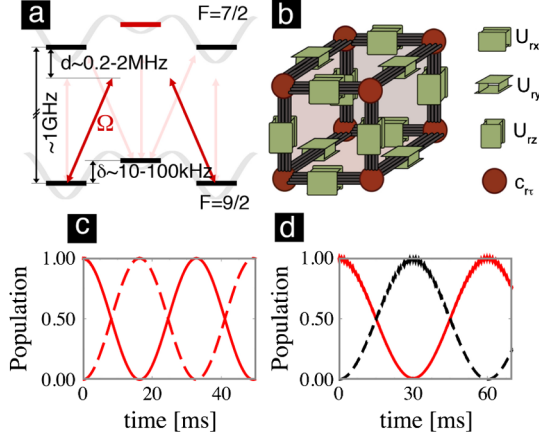 a
F=7/2
d~0.2-2MHz
~1GHz
Ω
δ~10-100kHz
F=9/2
b
U_rx
U_ry
U_rz
c_rτ
c
Population
1.00
0.50
0.00
0 20 40
time [ms]
d
Population
1.00
0.50
0.00
0 30 60
time [ms]